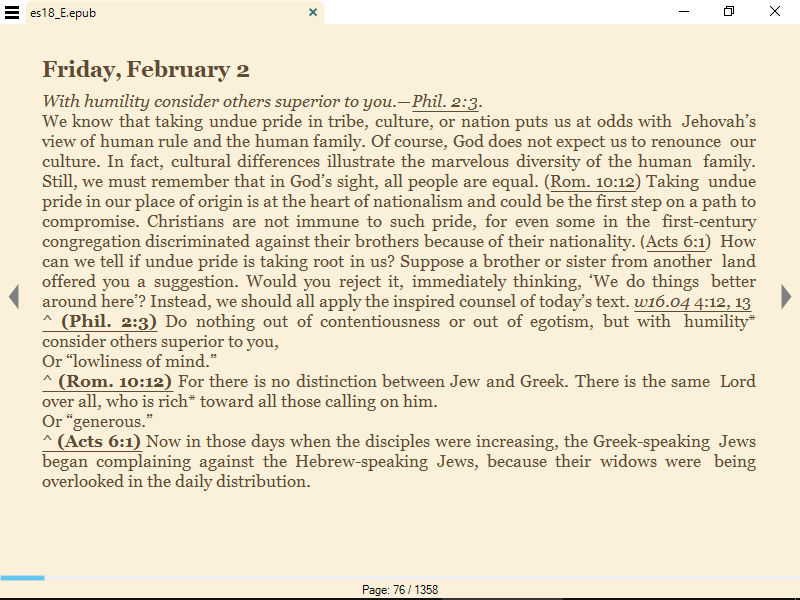 es18_E.epub
Friday, February 2
With humility consider others superior to you.—Phil. 2:3.
We know that taking undue pride in tribe, culture, or nation puts us at odds with Jehovah's
view of human rule and the human family. Of course, God does not expect us to renounce our
culture. In fact, cultural differences illustrate the marvelous diversity of the human family.
Still, we must remember that in God's sight, all people are equal. (Rom. 10:12) Taking undue
pride in our place of origin is at the heart of nationalism and could be the first step on a path to
compromise. Christians are not immune to such pride, for even some in the first-century
congregation discriminated against their brothers because of their nationality. (Acts 6:1) How
can we tell if undue pride is taking root in us? Suppose a brother or sister from another land
offered you a suggestion. Would you reject it, immediately thinking, 'We do things better
around here'? Instead, we should all apply the inspired counsel of today's text. w16.04 4:12, 13
^ (Phil. 2:3) Do nothing out of contentiousness or out of egotism, but with humility*
consider others superior to you,
Or “lowliness of mind.”
^ (Rom. 10:12) For there is no distinction between Jew and Greek. There is the same Lord
over all, who is rich* toward all those calling on him.
Or “generous.”
^ (Acts 6:1) Now in those days when the disciples were increasing, the Greek-speaking Jews
began complaining against the Hebrew-speaking Jews, because their widows were being
overlooked in the daily distribution.
Page: 76 / 1358